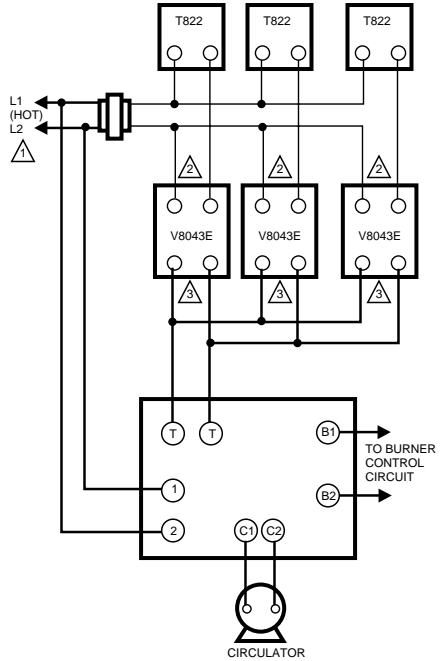 T822 T822 T822
L1
(HOT)
L2
1
2 2 2
V8043E V8043E V8043E
3 3 3
T T B1
TO BURNER
CONTROL
CIRCUIT
1
B2
2
C1 C2
CIRCULATOR